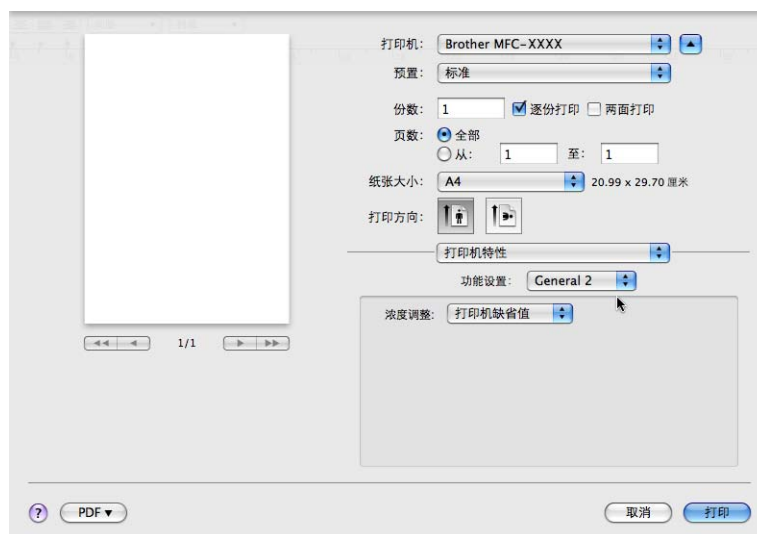 打印机: Brother MFC-XXXX
预置: 标准
份数: 1 逐份打印 两面打印
页数: 全部
从: 1 至: 1
纸张大小: A4 20.99 x 29.70 厘米
打印方向:
打印机特性
功能设置: General 2
浓度调整: 打印机缺省值
1/1
? PDF▼ 取消 打印